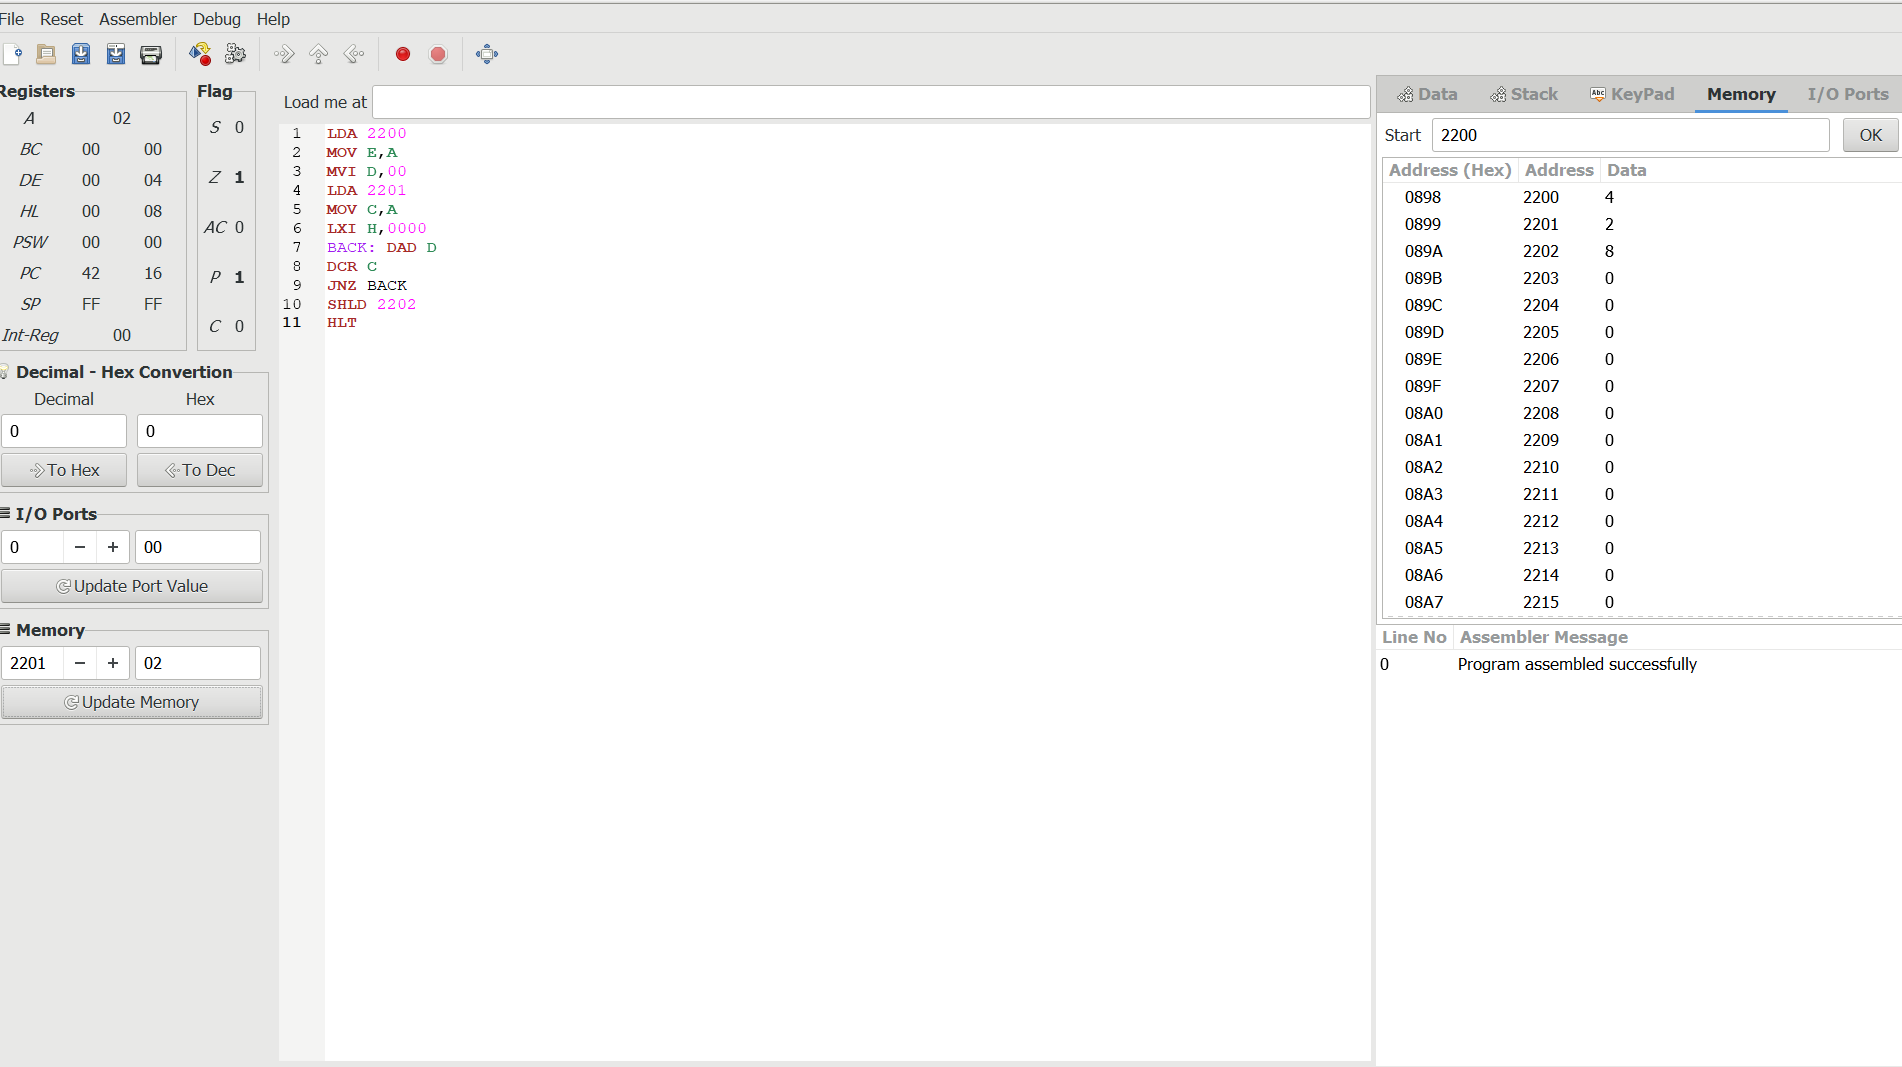 File Reset Assembler Debug Help
Registers
A 02
BC 00 00
DE 00 04
HL 00 08
PSW 00 00
PC 42 16
SP FF FF
Int-Reg 00
Flag
S 0
Z 1
AC 0
P 1
C 0
Decimal - Hex Convertion
Decimal Hex
0 0
To Hex To Dec
I/O Ports
0 − + 00
Update Port Value
Memory
2201 − + 02
Update Memory
Load me at
1 LDA 2200
2 MOV E,A
3 MVI D,00
4 LDA 2201
5 MOV C,A
6 LXI H,0000
7 BACK: DAD D
8 DCR C
9 JNZ BACK
10 SHLD 2202
11 HLT
Data Stack Abc KeyPad Memory I/O Ports
Start 2200 OK
Address (Hex) Address Data
0898 2200 4
0899 2201 2
089A 2202 8
089B 2203 0
089C 2204 0
089D 2205 0
089E 2206 0
089F 2207 0
08A0 2208 0
08A1 2209 0
08A2 2210 0
08A3 2211 0
08A4 2212 0
08A5 2213 0
08A6 2214 0
08A7 2215 0
Line No Assembler Message
0 Program assembled successfully